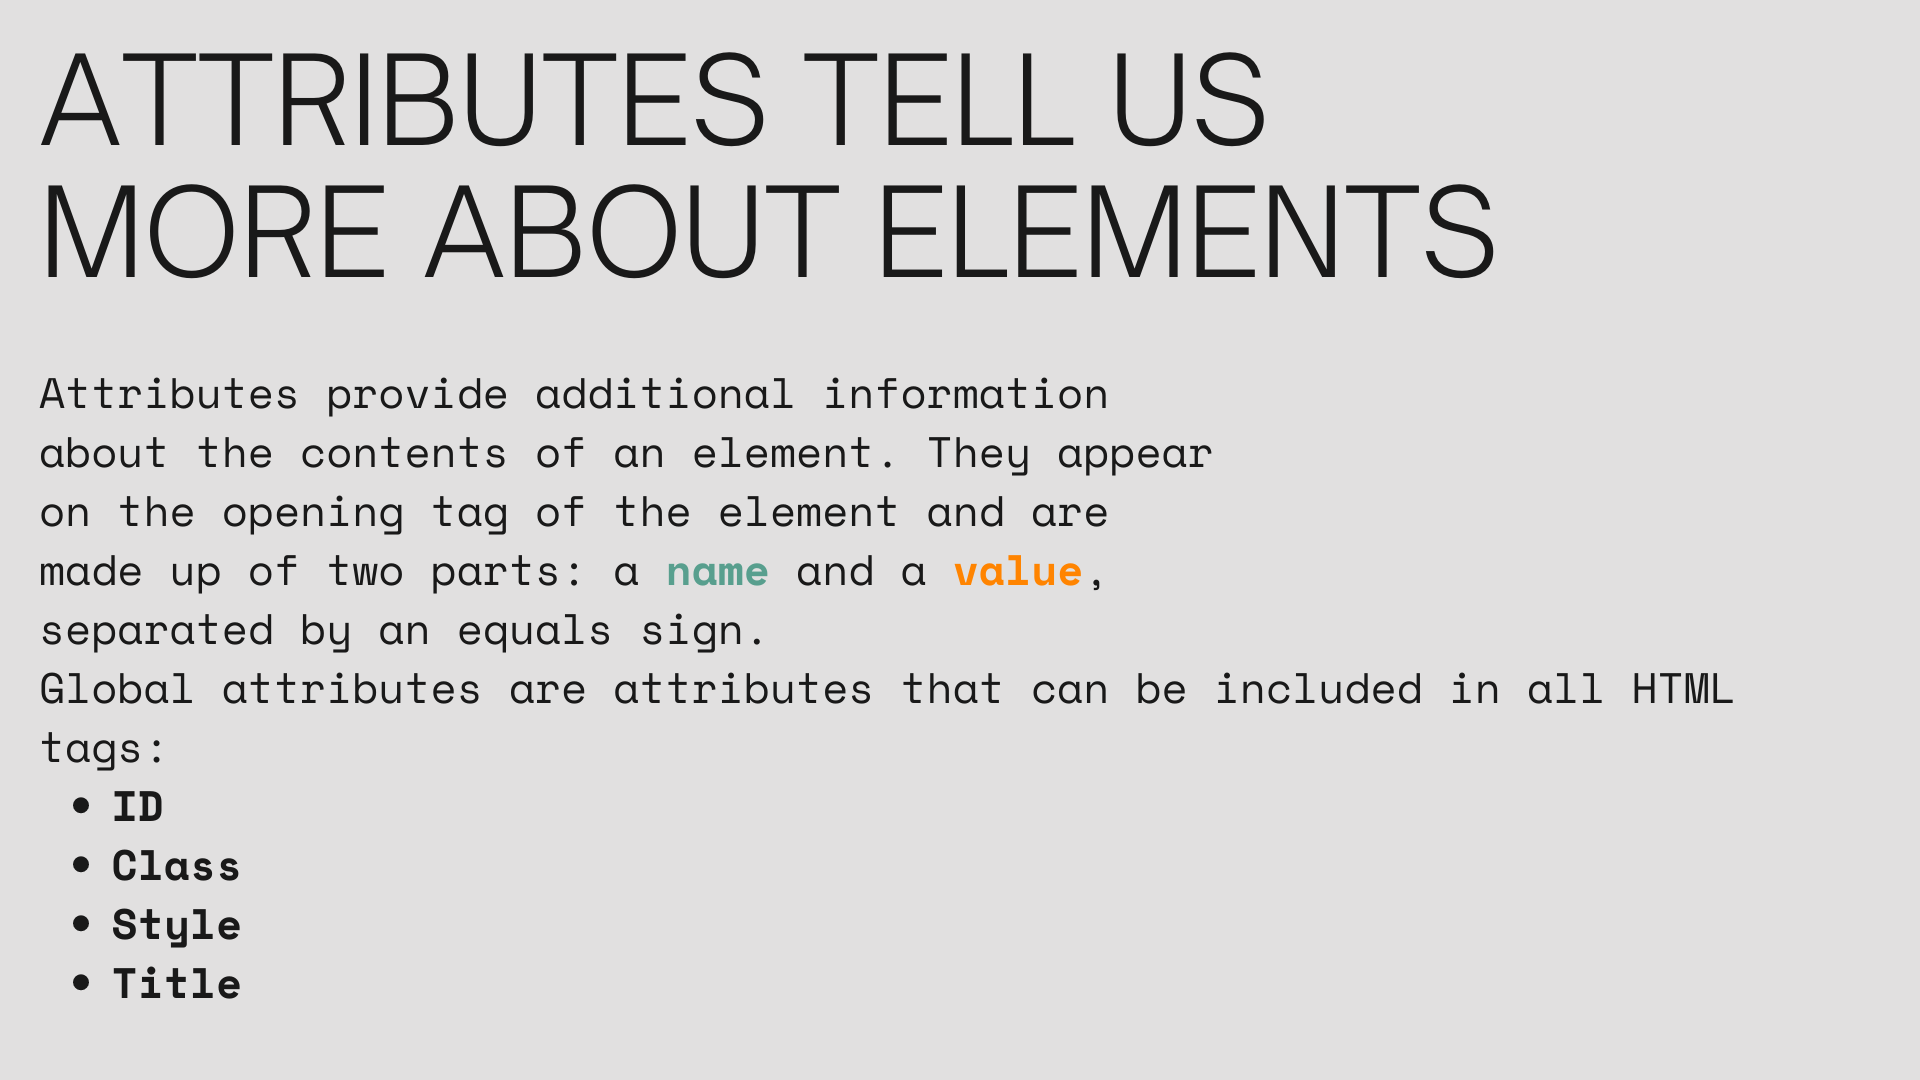 ATTRIBUTES TELL US
MORE ABOUT ELEMENTS
Attributes provide additional information
about the contents of an element. They appear
on the opening tag of the element and are
made up of two parts: a name and a value,
separated by an equals sign.
Global attributes are attributes that can be included in all HTML
tags:
• ID
• Class
• Style
• Title